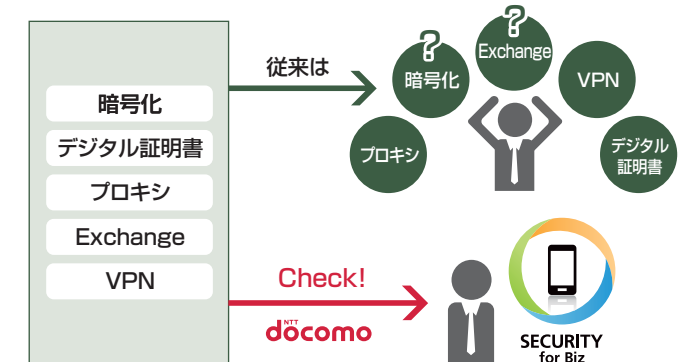 暗号化
デジタル証明書
プロキシ
Exchange
VPN
従来は
?
?
プロキシ
暗号化
Exchange
VPN
デジタル
証明書
Check!
NTT
döcomo
SECURITY
for Biz